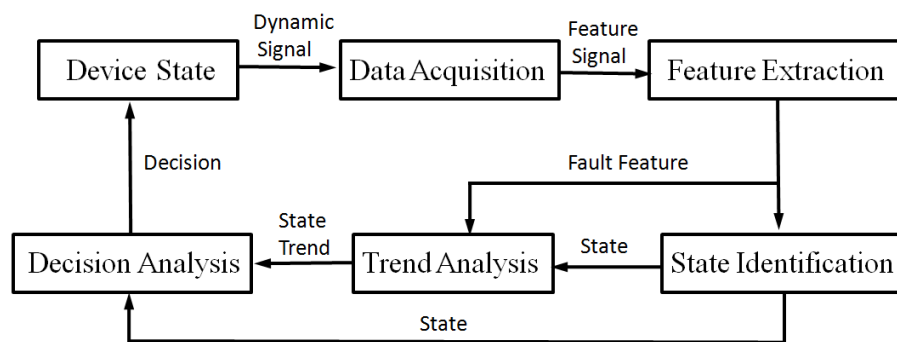 Dynamic
Signal
Feature
Signal
Device State
Data Acquisition
Feature Extraction
Decision
Fault Feature
State
Trend
State
Decision Analysis
Trend Analysis
State Identification
State